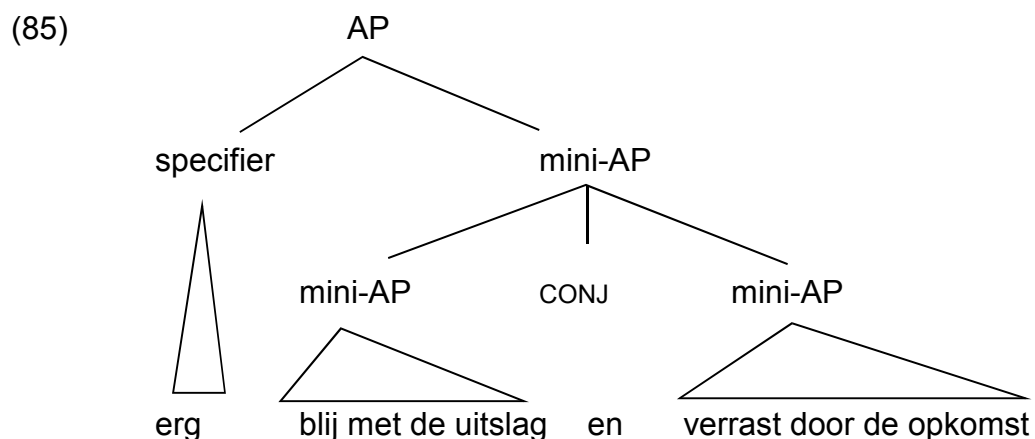 (85) AP
specifier mini-AP
mini-AP CONJ mini-AP
erg blij met de uitslag en verrast door de opkomst